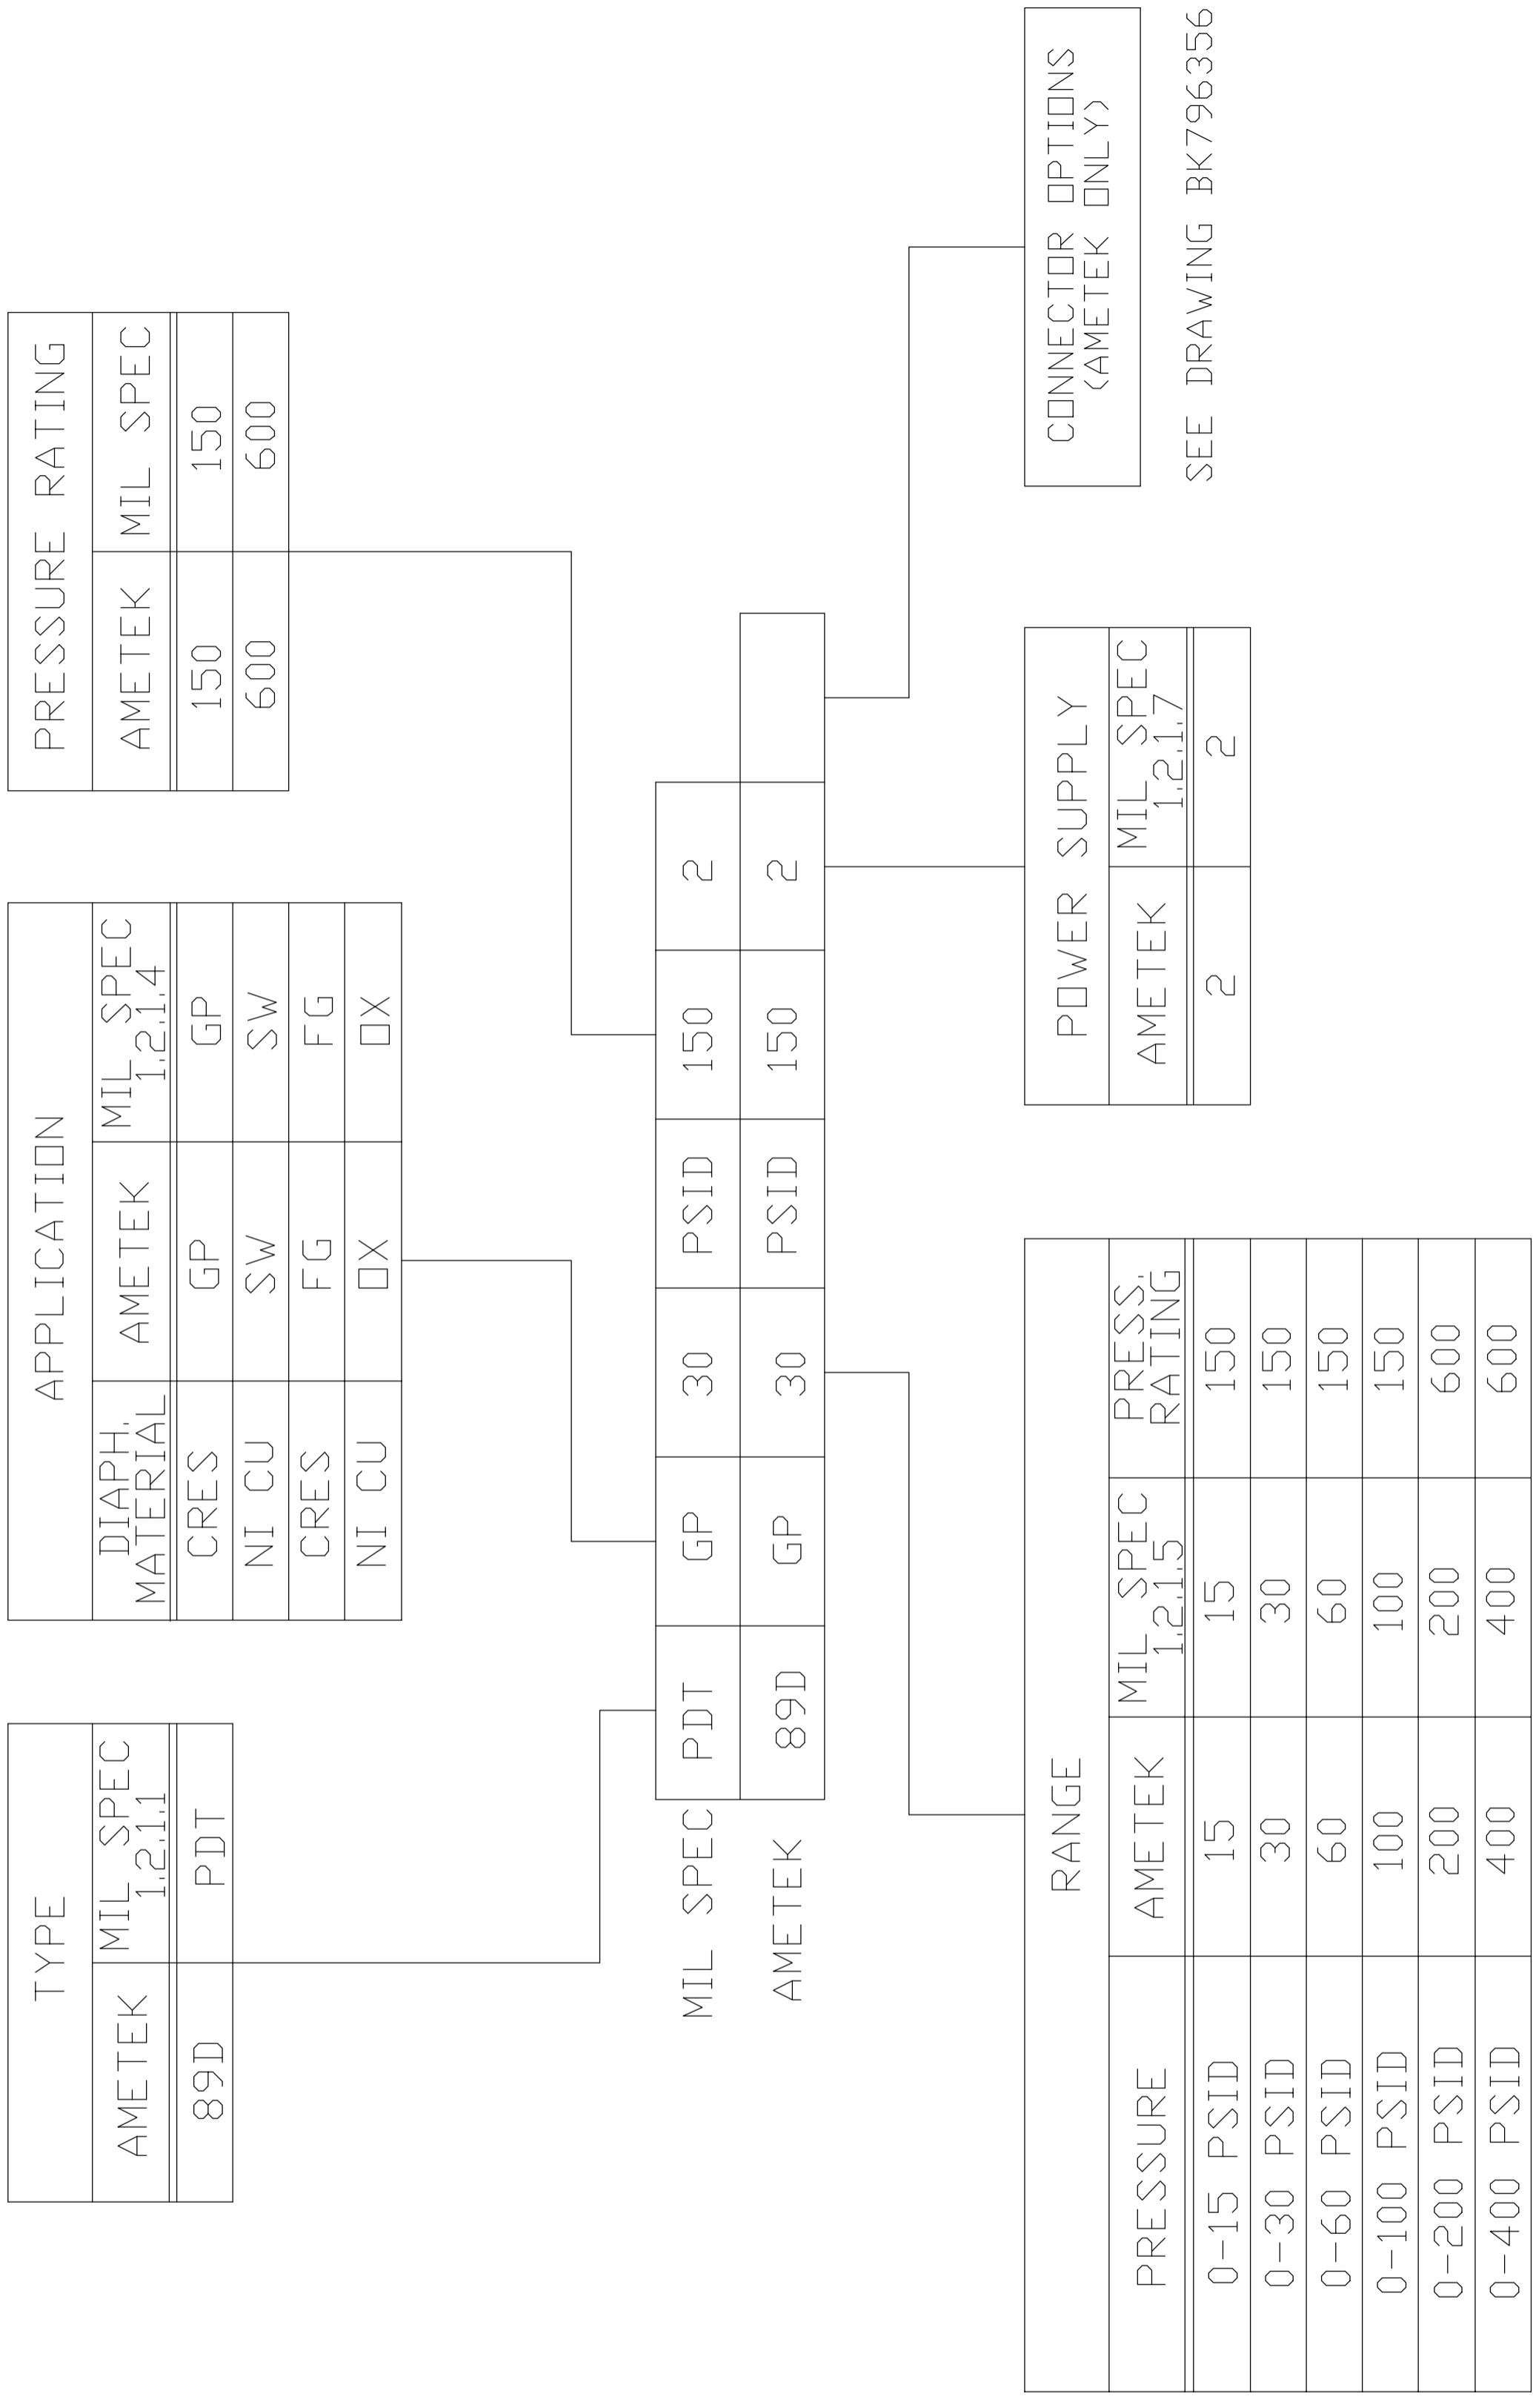 TYPE
AMETEK MIL SPEC 1.2.1.1
89D PDT
APPLICATION
DIAPH. MATERIAL AMETEK MIL SPEC 1.2.1.4
CRES GP GP
NI CU SW SW
CRES FG FG
NI CU OX OX
PRESSURE RATING
AMETEK MIL SPEC
150 150
600 600
MIL SPEC PDT GP 30 PSID 150 2
AMETEK 89D GP 30 PSID 150 2
RANGE
PRESSURE AMETEK MIL SPEC 1.2.1.5 PRESS. RATING
0-15 PSID 15 15 150
0-30 PSID 30 30 150
0-60 PSID 60 60 150
0-100 PSID 100 100 150
0-200 PSID 200 200 600
0-400 PSID 400 400 600
POWER SUPPLY
AMETEK MIL SPEC 1.2.1.7
2 2
CONNECTOR OPTIONS
(AMETEK ONLY)
SEE DRAWING BK796356